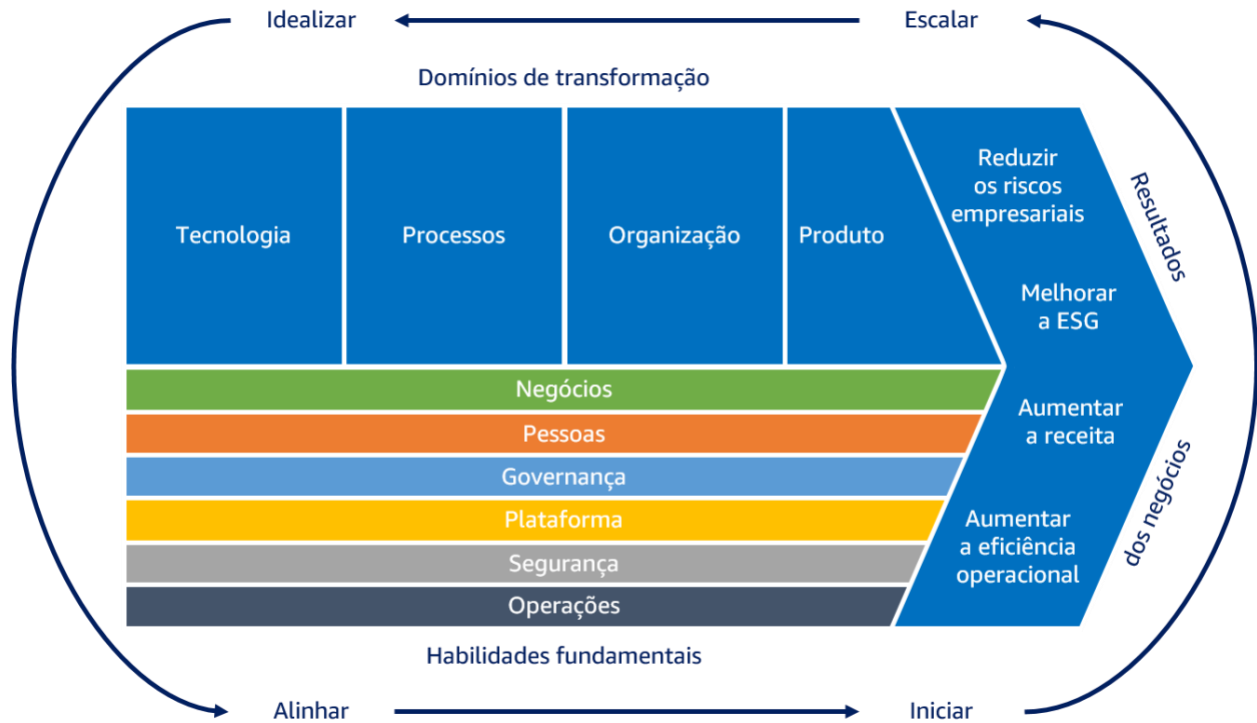 Idealizar
Escalar
Domínios de transformação
Tecnologia
Processos
Organização
Produto
Reduzir
os riscos
empresariais
Melhorar
a ESG
Aumentar
a receita
Aumentar
a eficiência
operacional
Resultados
dos negócios
Negócios
Pessoas
Governança
Plataforma
Segurança
Operações
Habilidades fundamentais
Alinhar
Iniciar